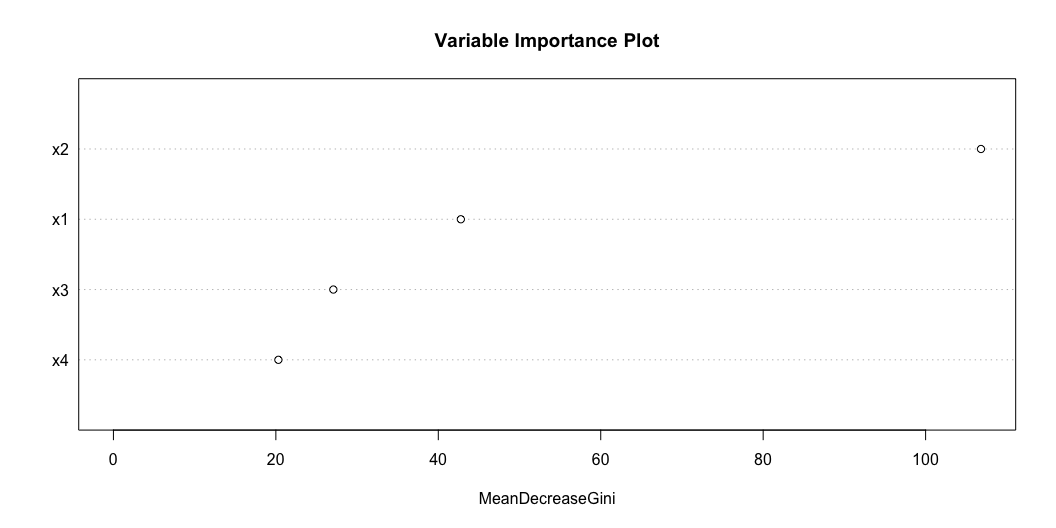 Variable Importance Plot
x2
x1
x3
x4
0 20 40 60 80 100
MeanDecreaseGini